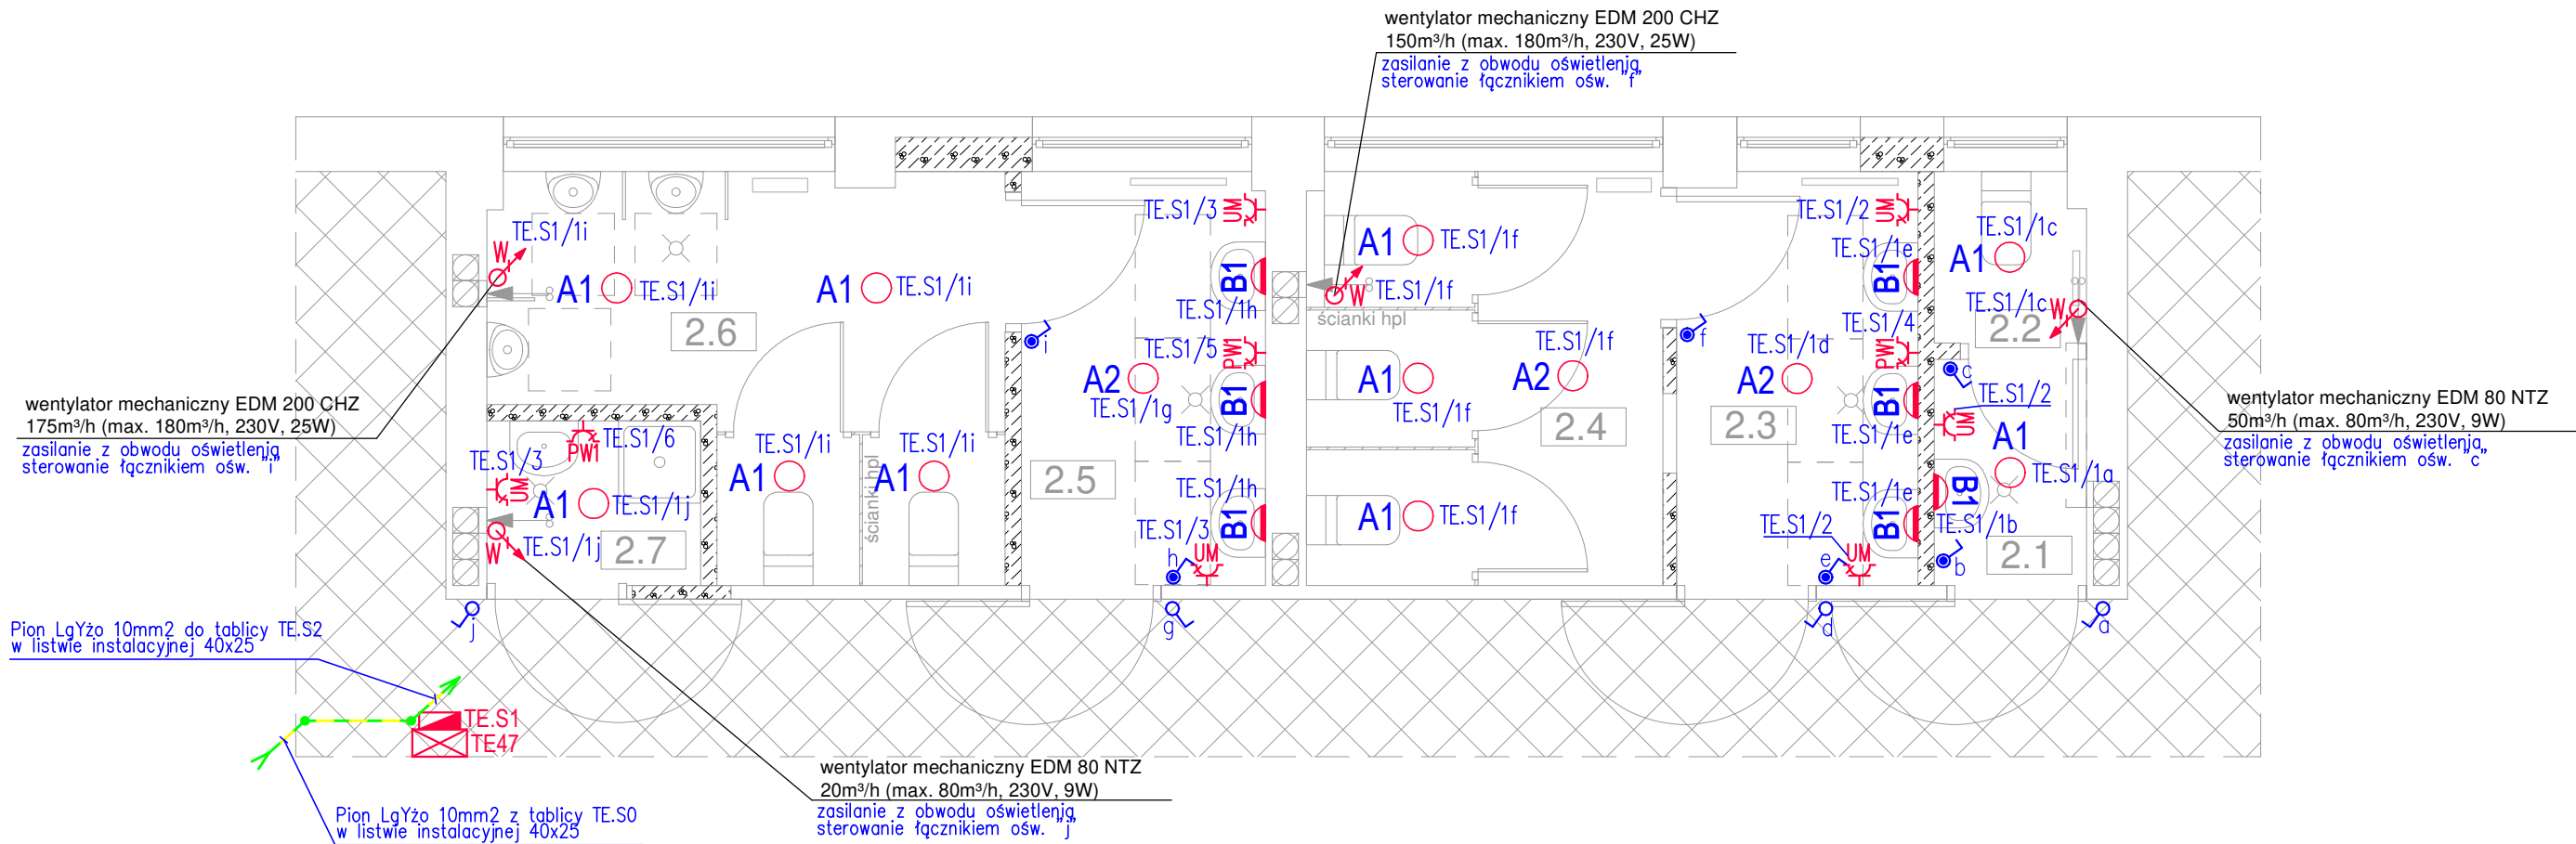 wentylator mechaniczny EDM 200 CHZ
150m³/h (max. 180m³/h, 230V, 25W)
zasilanie z obwodu oświetlenia
sterowanie łącznikiem ośw. "f"
TE.S1/1i
W
A1
TE.S1/1i
A1
TE.S1/1i
2.6
i
TE.S1/3
UM
B1
TE.S1/1h
TE.S1/5
PW1
A2
TE.S1/1g
B1
TE.S1/1h
2.5
TE.S1/1h
TE.S1/3
B1
h
UM
g
A1
TE.S1/1f
W
TE.S1/1f
ścianki hpl
A1
TE.S1/1f
A2
TE.S1/1f
2.4
A1
TE.S1/1f
f
TE.S1/2
UM
TE.S1/1e
B1
TE.S1/4
PW1
TE.S1/1d
A2
B1
TE.S1/1e
2.3
TE.S1/1e
TE.S1/2
B1
e
UM
d
TE.S1/1c
A1
TE.S1/1c
W
2.2
c
TE.S1/2
UM
A1
TE.S1/1a
B1
TE.S1/1b
b
2.1
a
wentylator mechaniczny EDM 200 CHZ
175m³/h (max. 180m³/h, 230V, 25W)
zasilanie z obwodu oświetlenia
sterowanie łącznikiem ośw. "i"
wentylator mechaniczny EDM 80 NTZ
50m³/h (max. 80m³/h, 230V, 9W)
zasilanie z obwodu oświetlenia
sterowanie łącznikiem ośw. "c"
TE.S1/6
PW1
TE.S1/3
UM
A1
TE.S1/1j
W
TE.S1/1j
2.7
j
TE.S1/1i
A1
ścianki hpl
TE.S1/1i
A1
Pion LgYżo 10mm2 do tablicy TE.S2
w listwie instalacyjnej 40x25
TE.S1
TE47
wentylator mechaniczny EDM 80 NTZ
20m³/h (max. 80m³/h, 230V, 9W)
zasilanie z obwodu oświetlenia
sterowanie łącznikiem ośw. "j"
Pion LgYżo 10mm2 z tablicy TE.S0
w listwie instalacyjnej 40x25